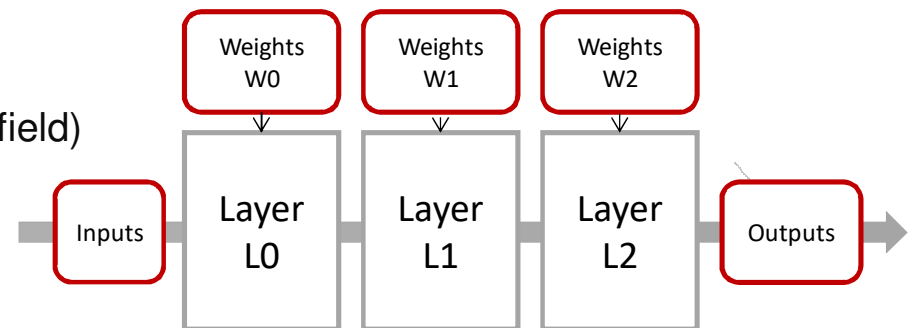 Weights
W0
Weights
W1
Weights
W2
field)
Inputs
Layer
L0
Layer
L1
Layer
L2
Outputs